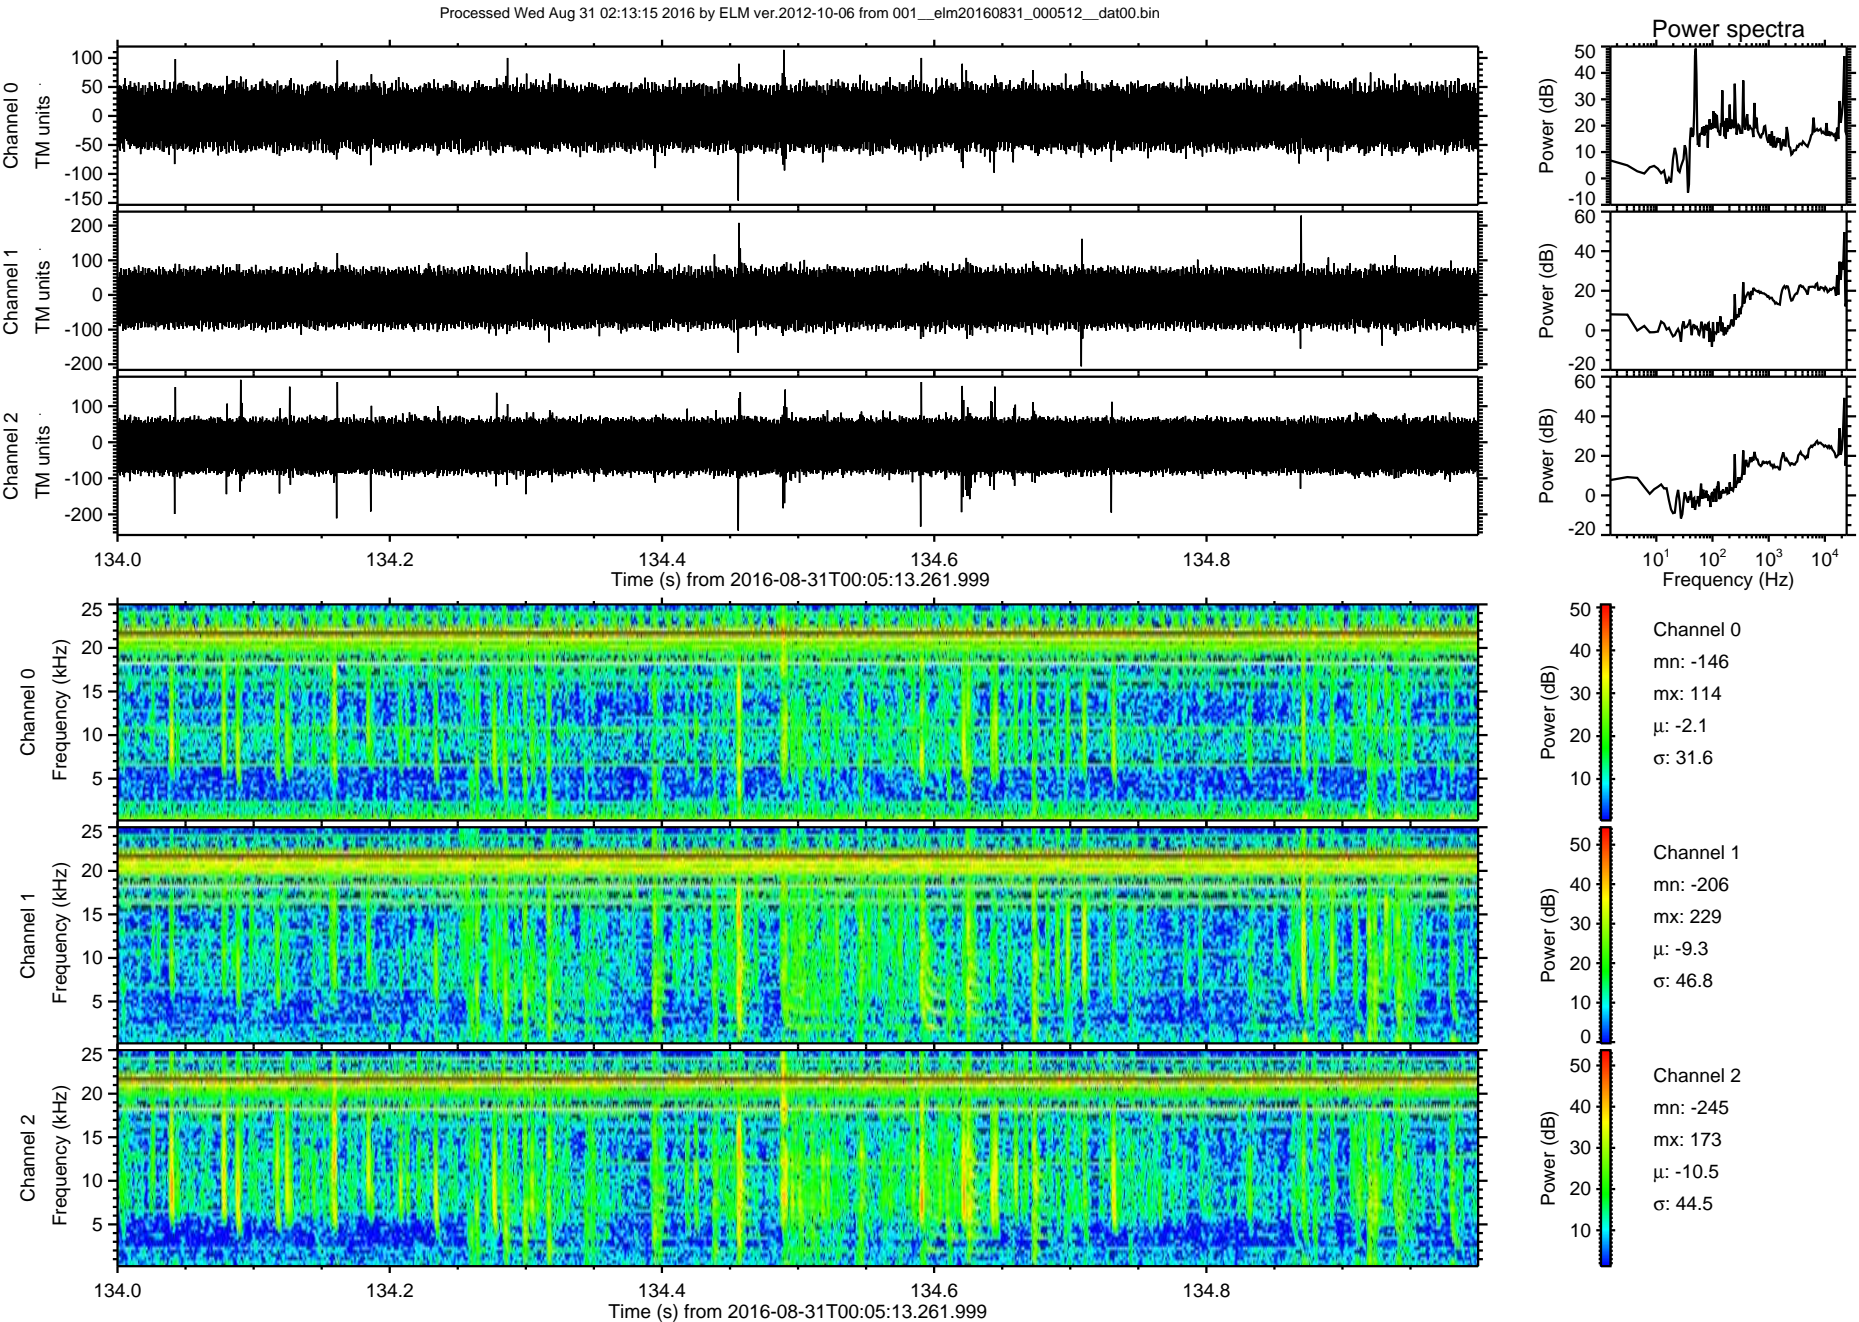 Processed Wed Aug 31 02:13:15 2016 by ELM ver.2012-10-06 from 001__elm20160831_000512__dat00.bin
Power spectra
Channel 0
TM units
100
50
0
-50
-100
-150
Power (dB)
50
40
30
20
10
0
-10
Channel 1
TM units
200
100
0
-100
-200
Power (dB)
60
40
20
0
-20
Channel 2
TM units
100
0
-100
-200
Power (dB)
60
40
20
0
-20
134.0 134.2 134.4 134.6 134.8
Time (s) from 2016-08-31T00:05:13.261.999
10¹ 10² 10³ 10⁴
Frequency (Hz)
Channel 0
Frequency (kHz)
25
20
15
10
5
Power (dB)
50
40
30
20
10
Channel 0
mn: -146
mx: 114
μ: -2.1
σ: 31.6
Channel 1
Frequency (kHz)
25
20
15
10
5
Power (dB)
50
40
30
20
10
0
Channel 1
mn: -206
mx: 229
μ: -9.3
σ: 46.8
Channel 2
Frequency (kHz)
25
20
15
10
5
Power (dB)
50
40
30
20
10
Channel 2
mn: -245
mx: 173
μ: -10.5
σ: 44.5
134.0 134.2 134.4 134.6 134.8
Time (s) from 2016-08-31T00:05:13.261.999